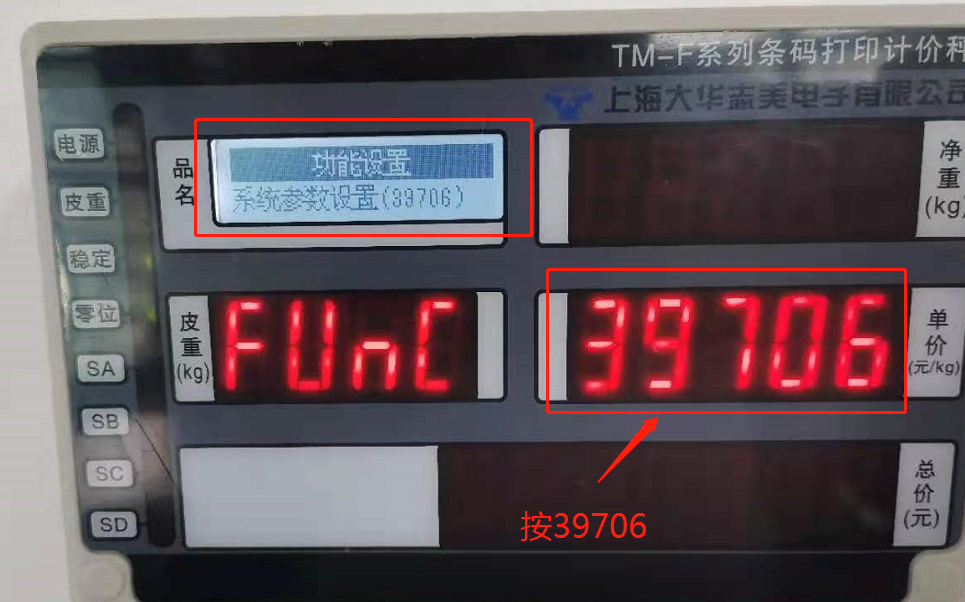 TM-F系列条码打印计价秤
上海大华志美电子有限公司
电源
皮重
稳定
零位
SA
SB
SC
SD
品名
功能设置
系统参数设置(39706)
净重
(kg)
皮重
(kg)
FUnC
39706
单价
(元/kg)
总价
(元)
按39706